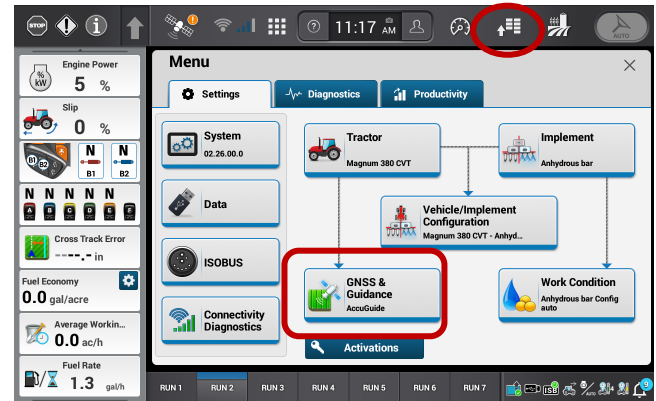 STOP
11:17 AM
AUTO
Engine Power
%
kW
5 %
Slip
0 %
B1 B2
N
B1
N
B2
N N N N N
A B C D E F
Cross Track Error
----.- in
Fuel Economy
0.0 gal/acre
Average Workin...
0.0 ac/h
Fuel Rate
1.3 gal/h
Menu
Settings
Diagnostics
Productivity
System
02.26.00.0
Data
ISOBUS
Connectivity
Diagnostics
Tractor
Magnum 380 CVT
Implement
Anhydrous bar
Vehicle/Implement
Configuration
Magnum 380 CVT - Anhyd...
GNSS &
Guidance
AccuGuide
Work Condition
Anhydrous bar Config
auto
Activations
RUN 1
RUN 2
RUN 3
RUN 4
RUN 5
RUN 6
RUN 7
ISB
AUTO
9